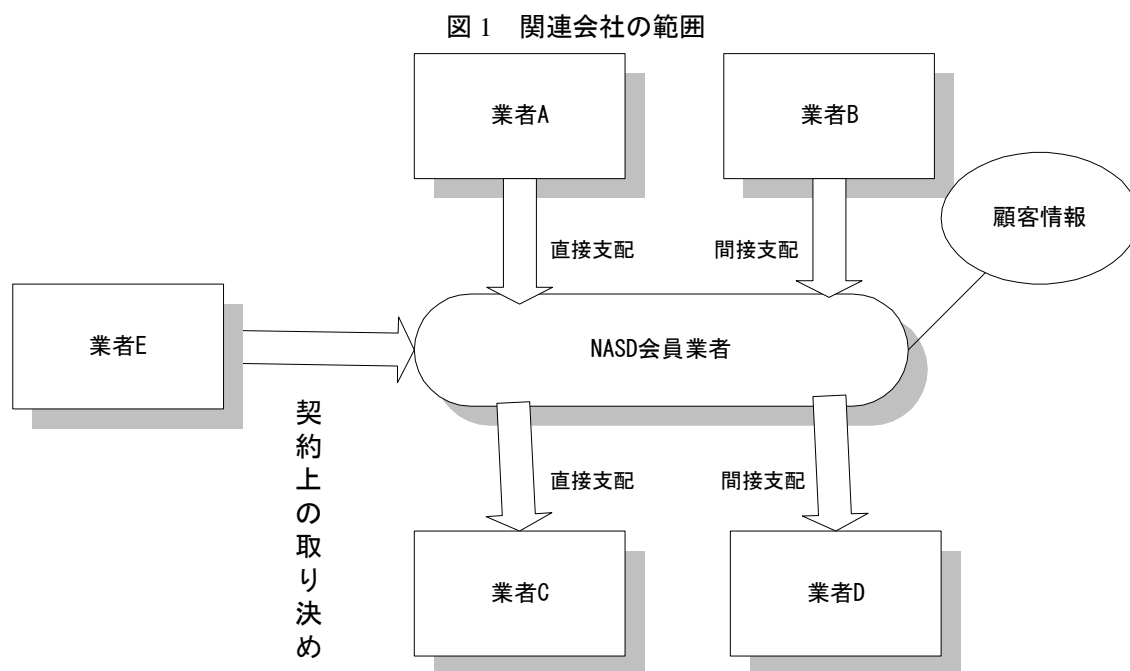 図1 関連会社の範囲
業者A
業者B
顧客情報
直接支配
間接支配
業者E
NASD会員業者
契約上の取り決め
直接支配
間接支配
業者C
業者D